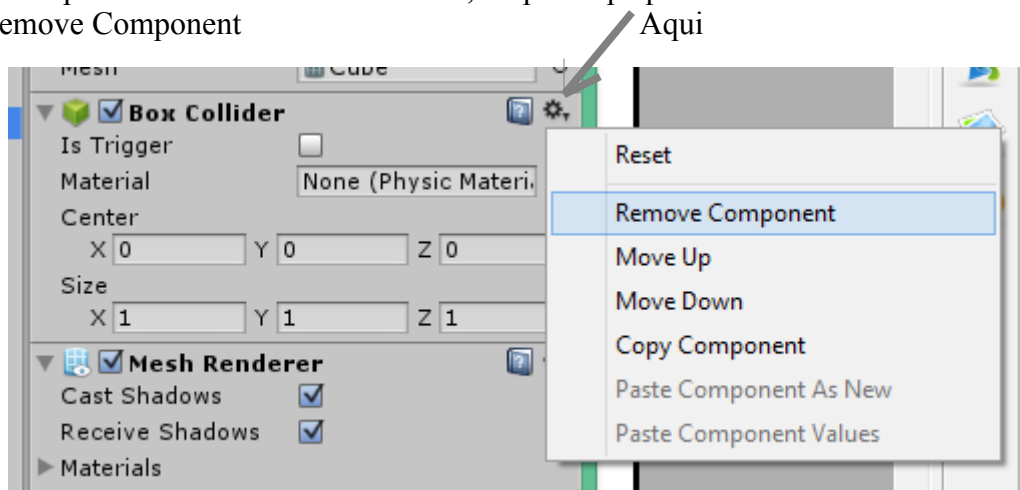 emove Component Aqui
Mesh Cube
Box Collider
Is Trigger
Material None (Physic Materi
Center
X 0 Y 0 Z 0
Size
X 1 Y 1 Z 1
Mesh Renderer
Cast Shadows
Receive Shadows
Materials
Reset
Remove Component
Move Up
Move Down
Copy Component
Paste Component As New
Paste Component Values